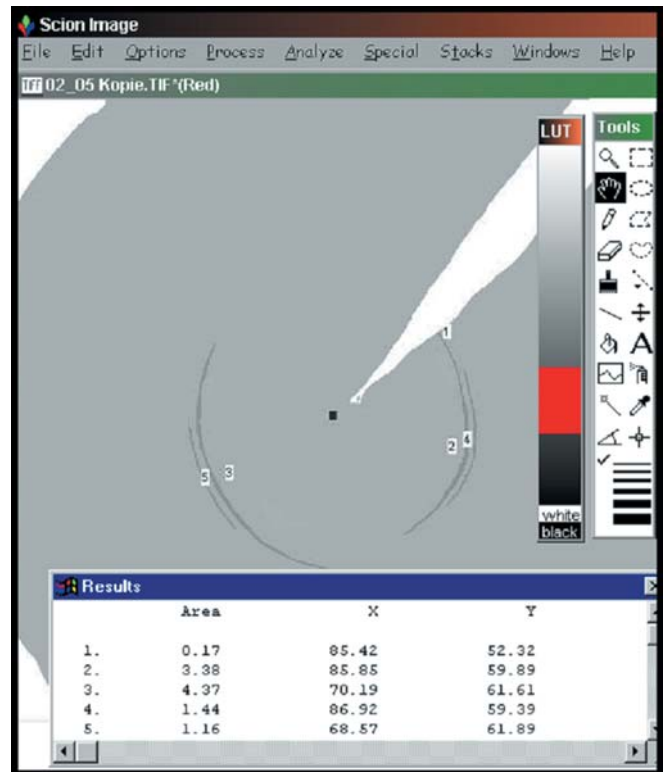 Scion Image
File Edit Options Process Analyze Special Stacks Windows Help
Tiff 02_05 Kopie.TIF*(Red)
LUT
Tools
A
1
2 4
5 3
white
black
Results
Area X Y
1. 0.17 85.42 52.32
2. 3.38 85.85 59.89
3. 4.37 70.19 61.61
4. 1.44 86.92 59.39
5. 1.16 68.57 61.89